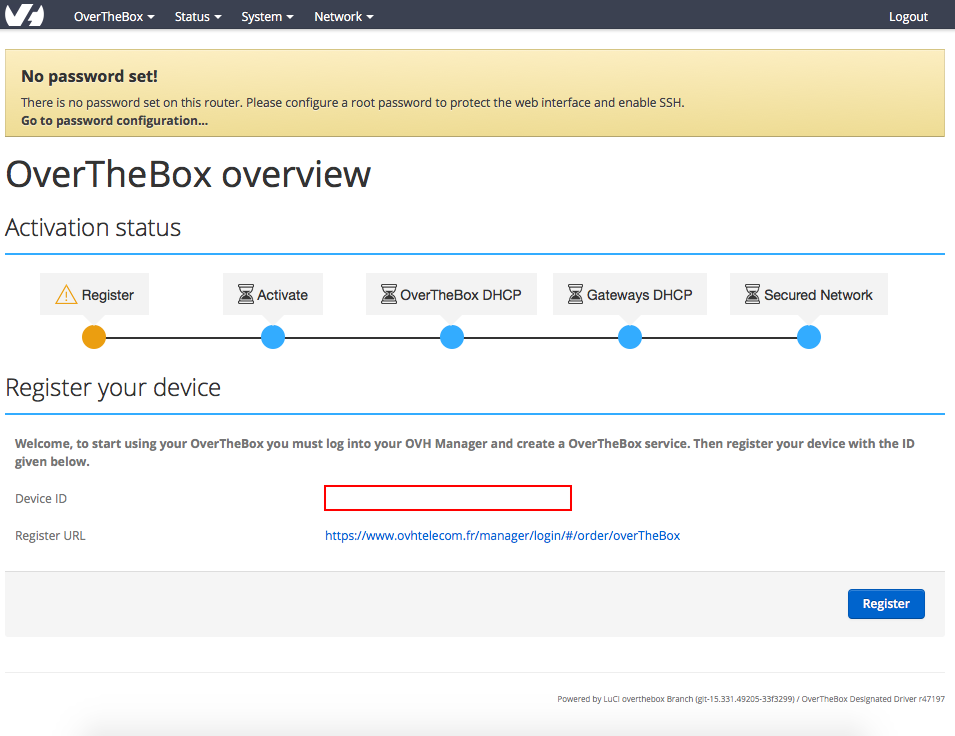 OverTheBox Status System Network Logout
No password set!
There is no password set on this router. Please configure a root password to protect the web interface and enable SSH.
Go to password configuration...
OverTheBox overview
Activation status
Register Activate OverTheBox DHCP Gateways DHCP Secured Network
Register your device
Welcome, to start using your OverTheBox you must log into your OVH Manager and create a OverTheBox service. Then register your device with the ID
given below.
Device ID
Register URL https://www.ovhtelecom.fr/manager/login/#/order/overTheBox
Register
Powered by LuCI overthebox Branch (git-15.331.49205-33f3299) / OverTheBox Designated Driver r47197